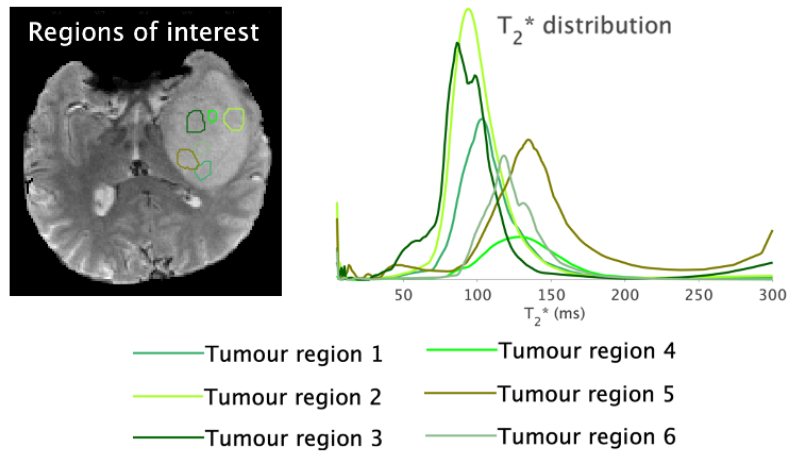 Regions of interest
T₂* distribution
50 100 150 200 250 300
T₂* (ms)
Tumour region 1
Tumour region 4
Tumour region 2
Tumour region 5
Tumour region 3
Tumour region 6